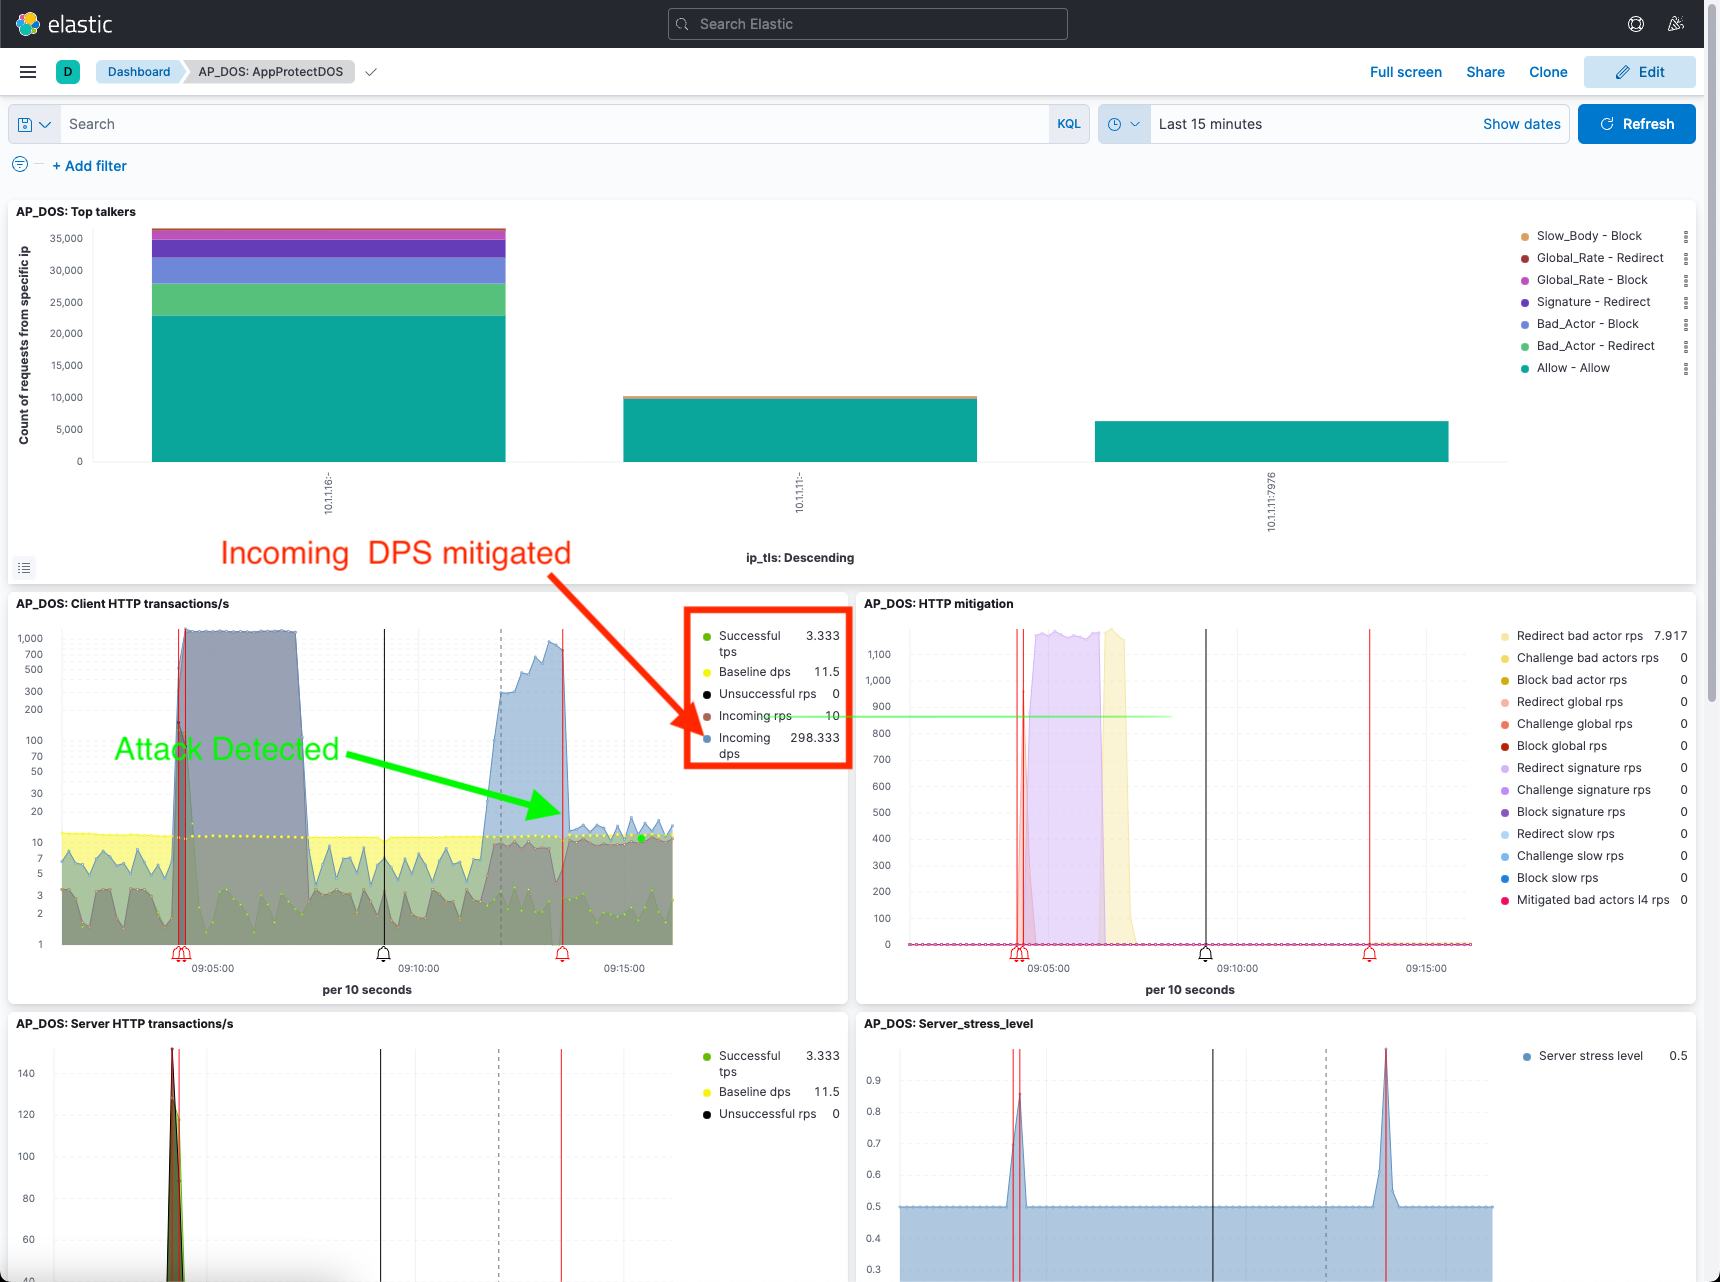 elastic
Search Elastic
D
Dashboard
AP_DOS: AppProtectDOS
Full screen
Share
Clone
Edit
Search
KQL
Last 15 minutes
Show dates
Refresh
+ Add filter
AP_DOS: Top talkers
Count of requests from specific ip
35,000
30,000
25,000
20,000
15,000
10,000
5,000
0
10.1.1.16:-
10.1.1.11:-
10.1.1.11:7976
ip_tls: Descending
Slow_Body - Block
Global_Rate - Redirect
Global_Rate - Block
Signature - Redirect
Bad_Actor - Block
Bad_Actor - Redirect
Allow - Allow
Incoming DPS mitigated
AP_DOS: Client HTTP transactions/s
1,000
700
500
300
200
100
70
50
30
20
10
7
5
3
2
1
Attack Detected
09:05:00
09:10:00
09:15:00
per 10 seconds
Successful tps 3.333
Baseline dps 11.5
Unsuccessful rps 0
Incoming rps 10
Incoming dps 298.333
AP_DOS: HTTP mitigation
1,100
1,000
900
800
700
600
500
400
300
200
100
0
09:05:00
09:10:00
09:15:00
per 10 seconds
Redirect bad actor rps 7.917
Challenge bad actors rps 0
Block bad actor rps 0
Redirect global rps 0
Challenge global rps 0
Block global rps 0
Redirect signature rps 0
Challenge signature rps 0
Block signature rps 0
Redirect slow rps 0
Challenge slow rps 0
Block slow rps 0
Mitigated bad actors l4 rps 0
AP_DOS: Server HTTP transactions/s
140
120
100
80
60
40
Successful tps 3.333
Baseline dps 11.5
Unsuccessful rps 0
AP_DOS: Server_stress_level
0.9
0.8
0.7
0.6
0.5
0.4
0.3
Server stress level 0.5